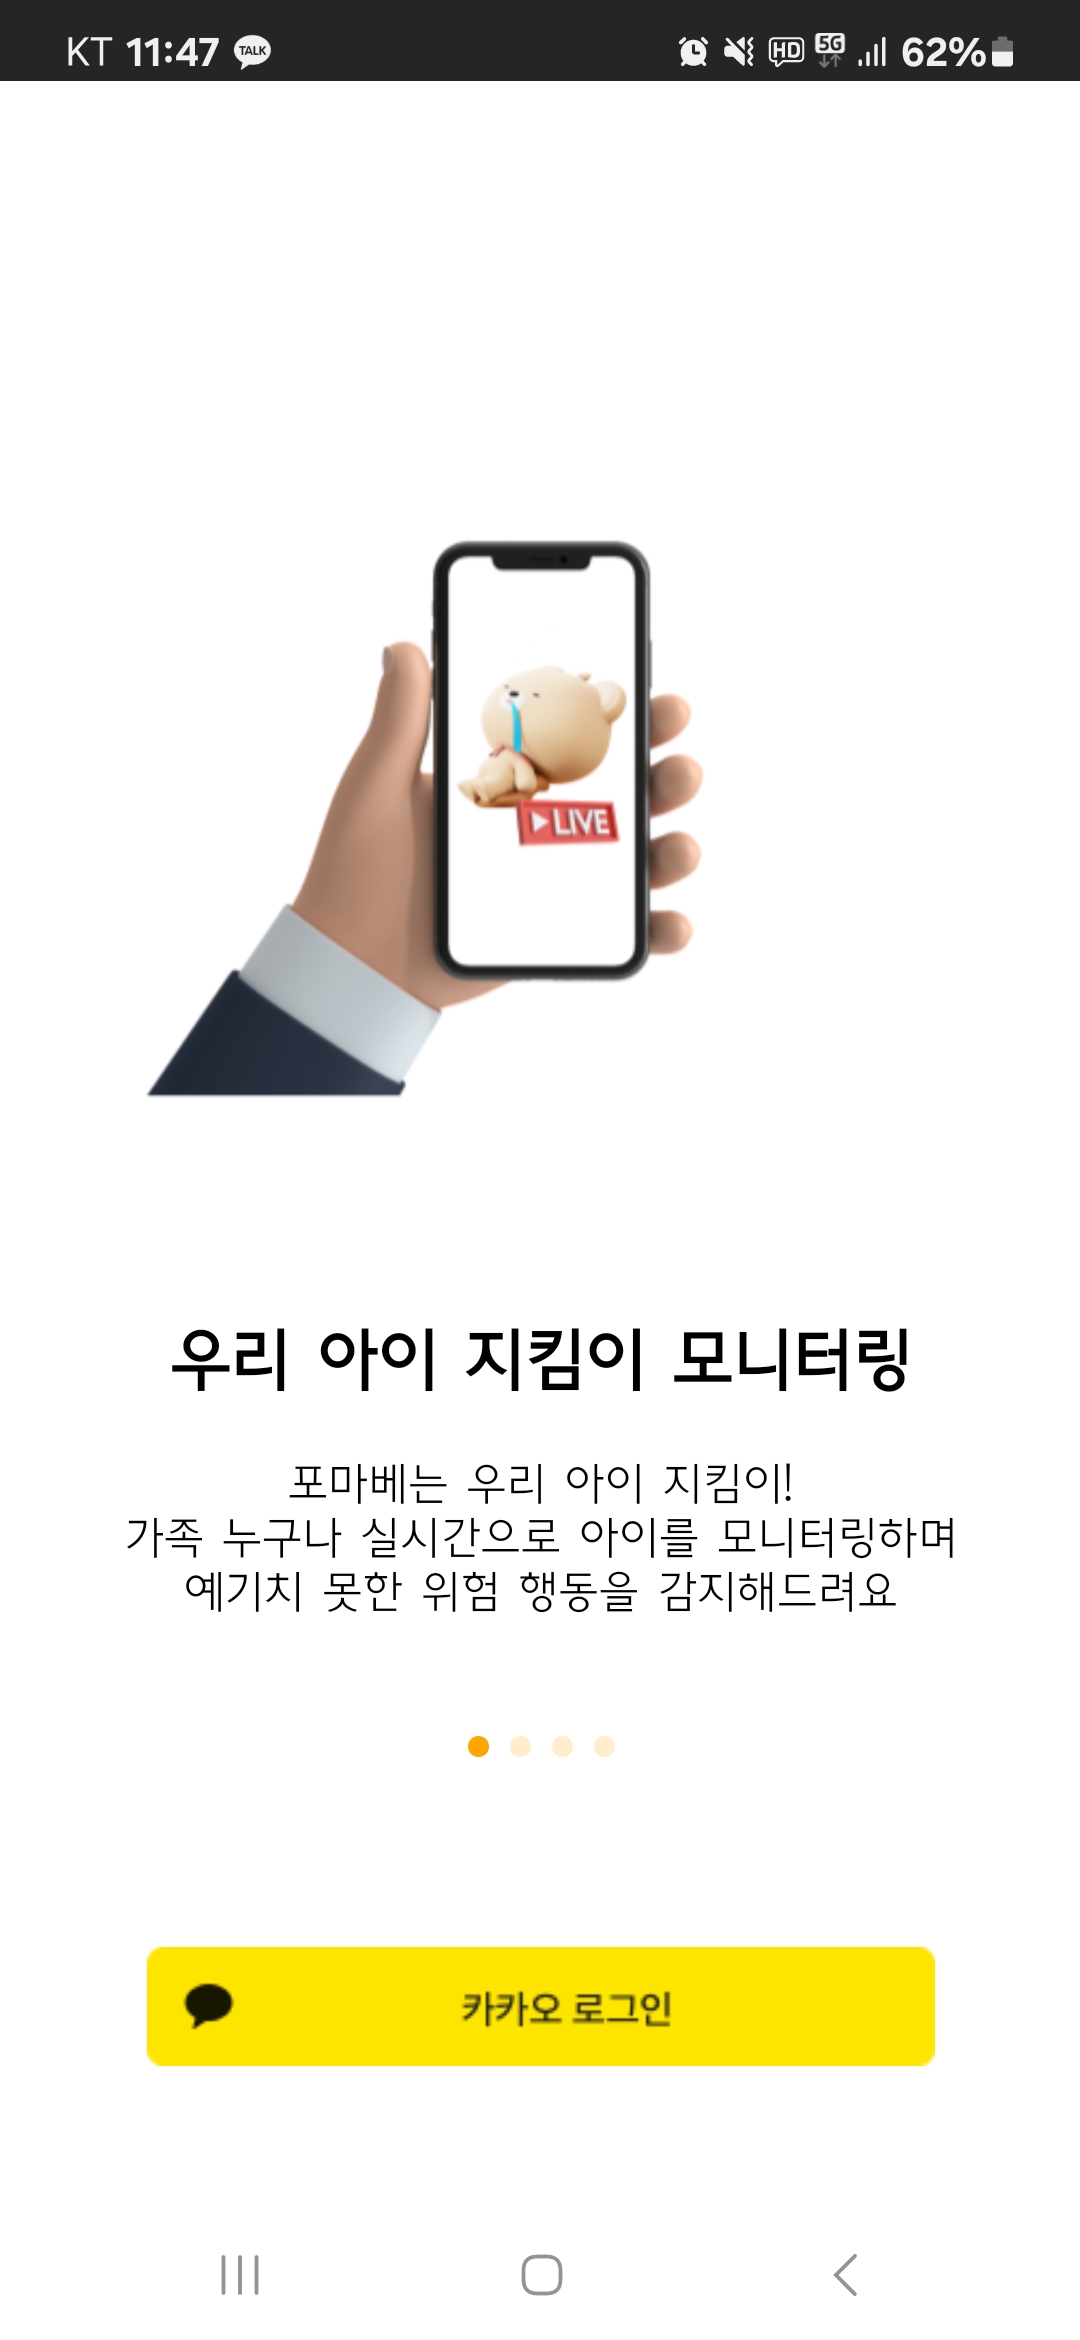 KT 11:47 TALK HD 5G 62%
LIVE
우리 아이 지킴이 모니터링
포마베는 우리 아이 지킴이!
가족 누구나 실시간으로 아이를 모니터링하며
예기치 못한 위험 행동을 감지해드려요
카카오 로그인